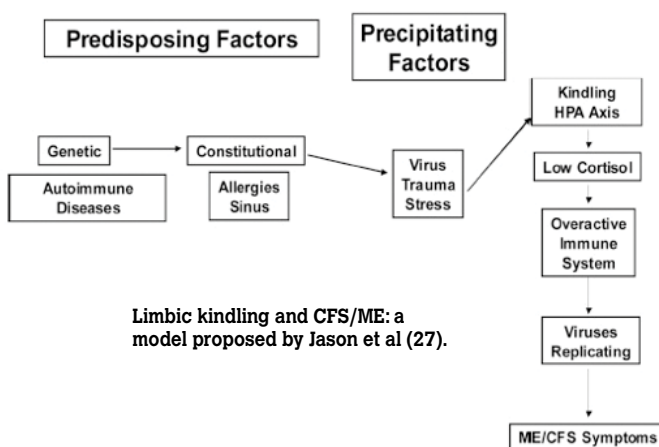 Predisposing Factors
Precipitating
Factors
Kindling
HPA Axis
Genetic
Constitutional
Autoimmune
Diseases
Allergies
Sinus
Virus
Trauma
Stress
Low Cortisol
Overactive
Immune
System
Viruses
Replicating
ME/CFS Symptoms
Limbic kindling and CFS/ME: a
model proposed by Jason et al (27).